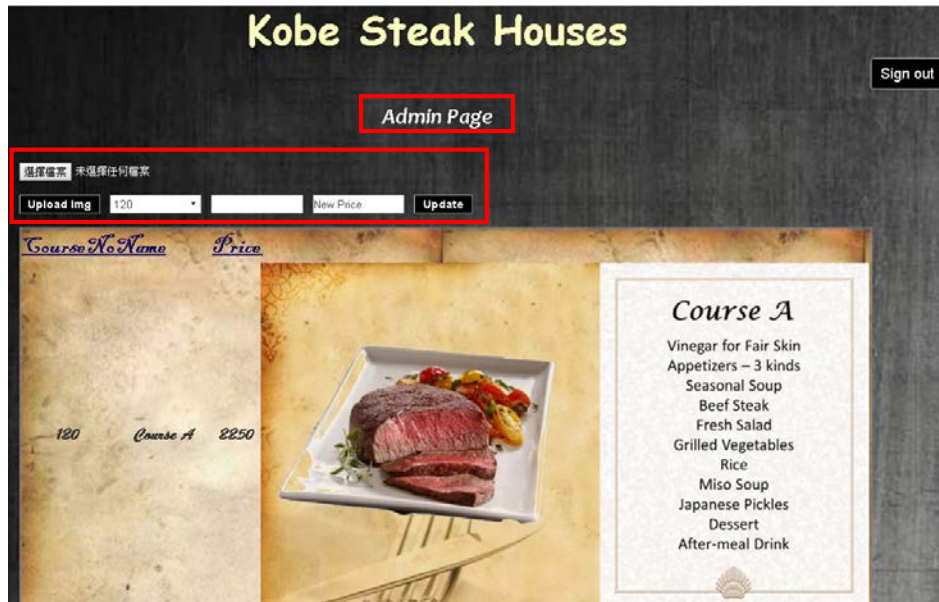 Kobe Steak Houses
Sign out
Admin Page
選擇檔案 未選擇任何檔案
Upload Img 120 New Price Update
CourseNo Name Price
120 Course A 2250
Course A
Vinegar for Fair Skin
Appetizers – 3 kinds
Seasonal Soup
Beef Steak
Fresh Salad
Grilled Vegetables
Rice
Miso Soup
Japanese Pickles
Dessert
After-meal Drink